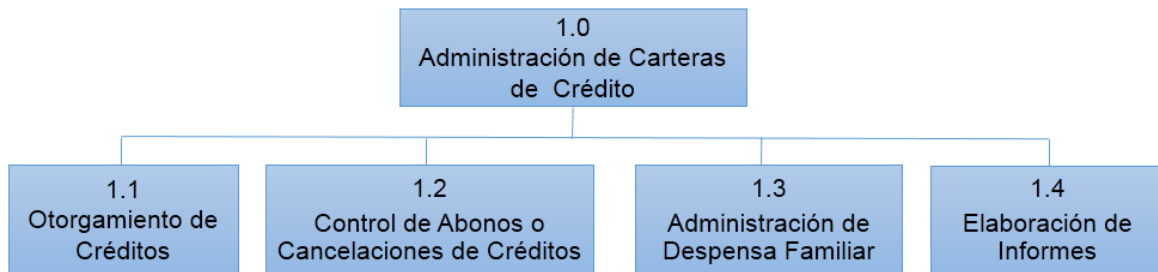 1.0
Administración de Carteras
de Crédito
1.1
Otorgamiento de
Créditos
1.2
Control de Abonos o
Cancelaciones de Créditos
1.3
Administración de
Despensa Familiar
1.4
Elaboración de
Informes